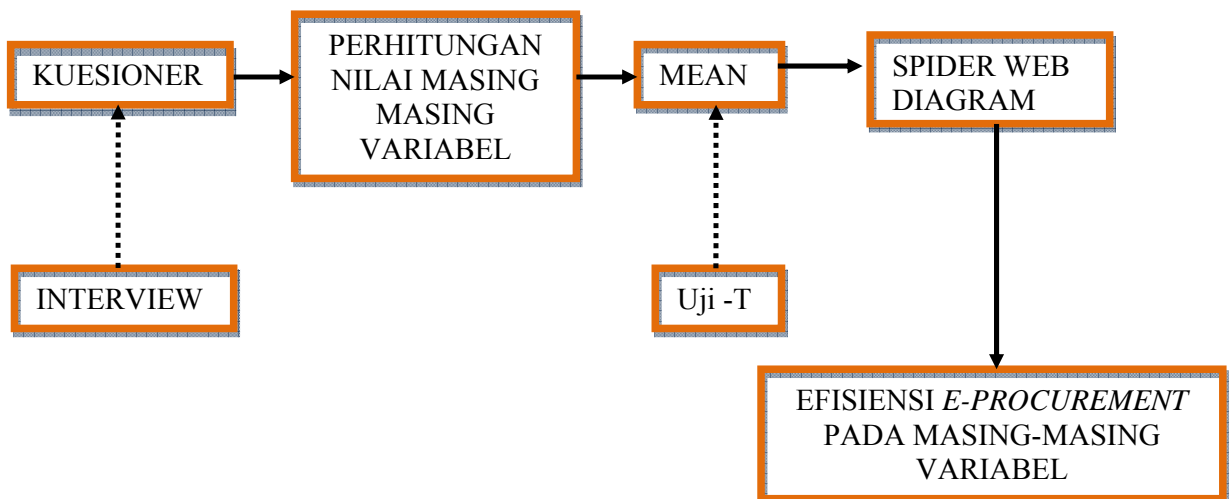 KUESIONER
PERHITUNGAN
NILAI MASING
MASING
VARIABEL
MEAN
SPIDER WEB
DIAGRAM
INTERVIEW
Uji -T
EFISIENSI E-PROCUREMENT
PADA MASING-MASING
VARIABEL